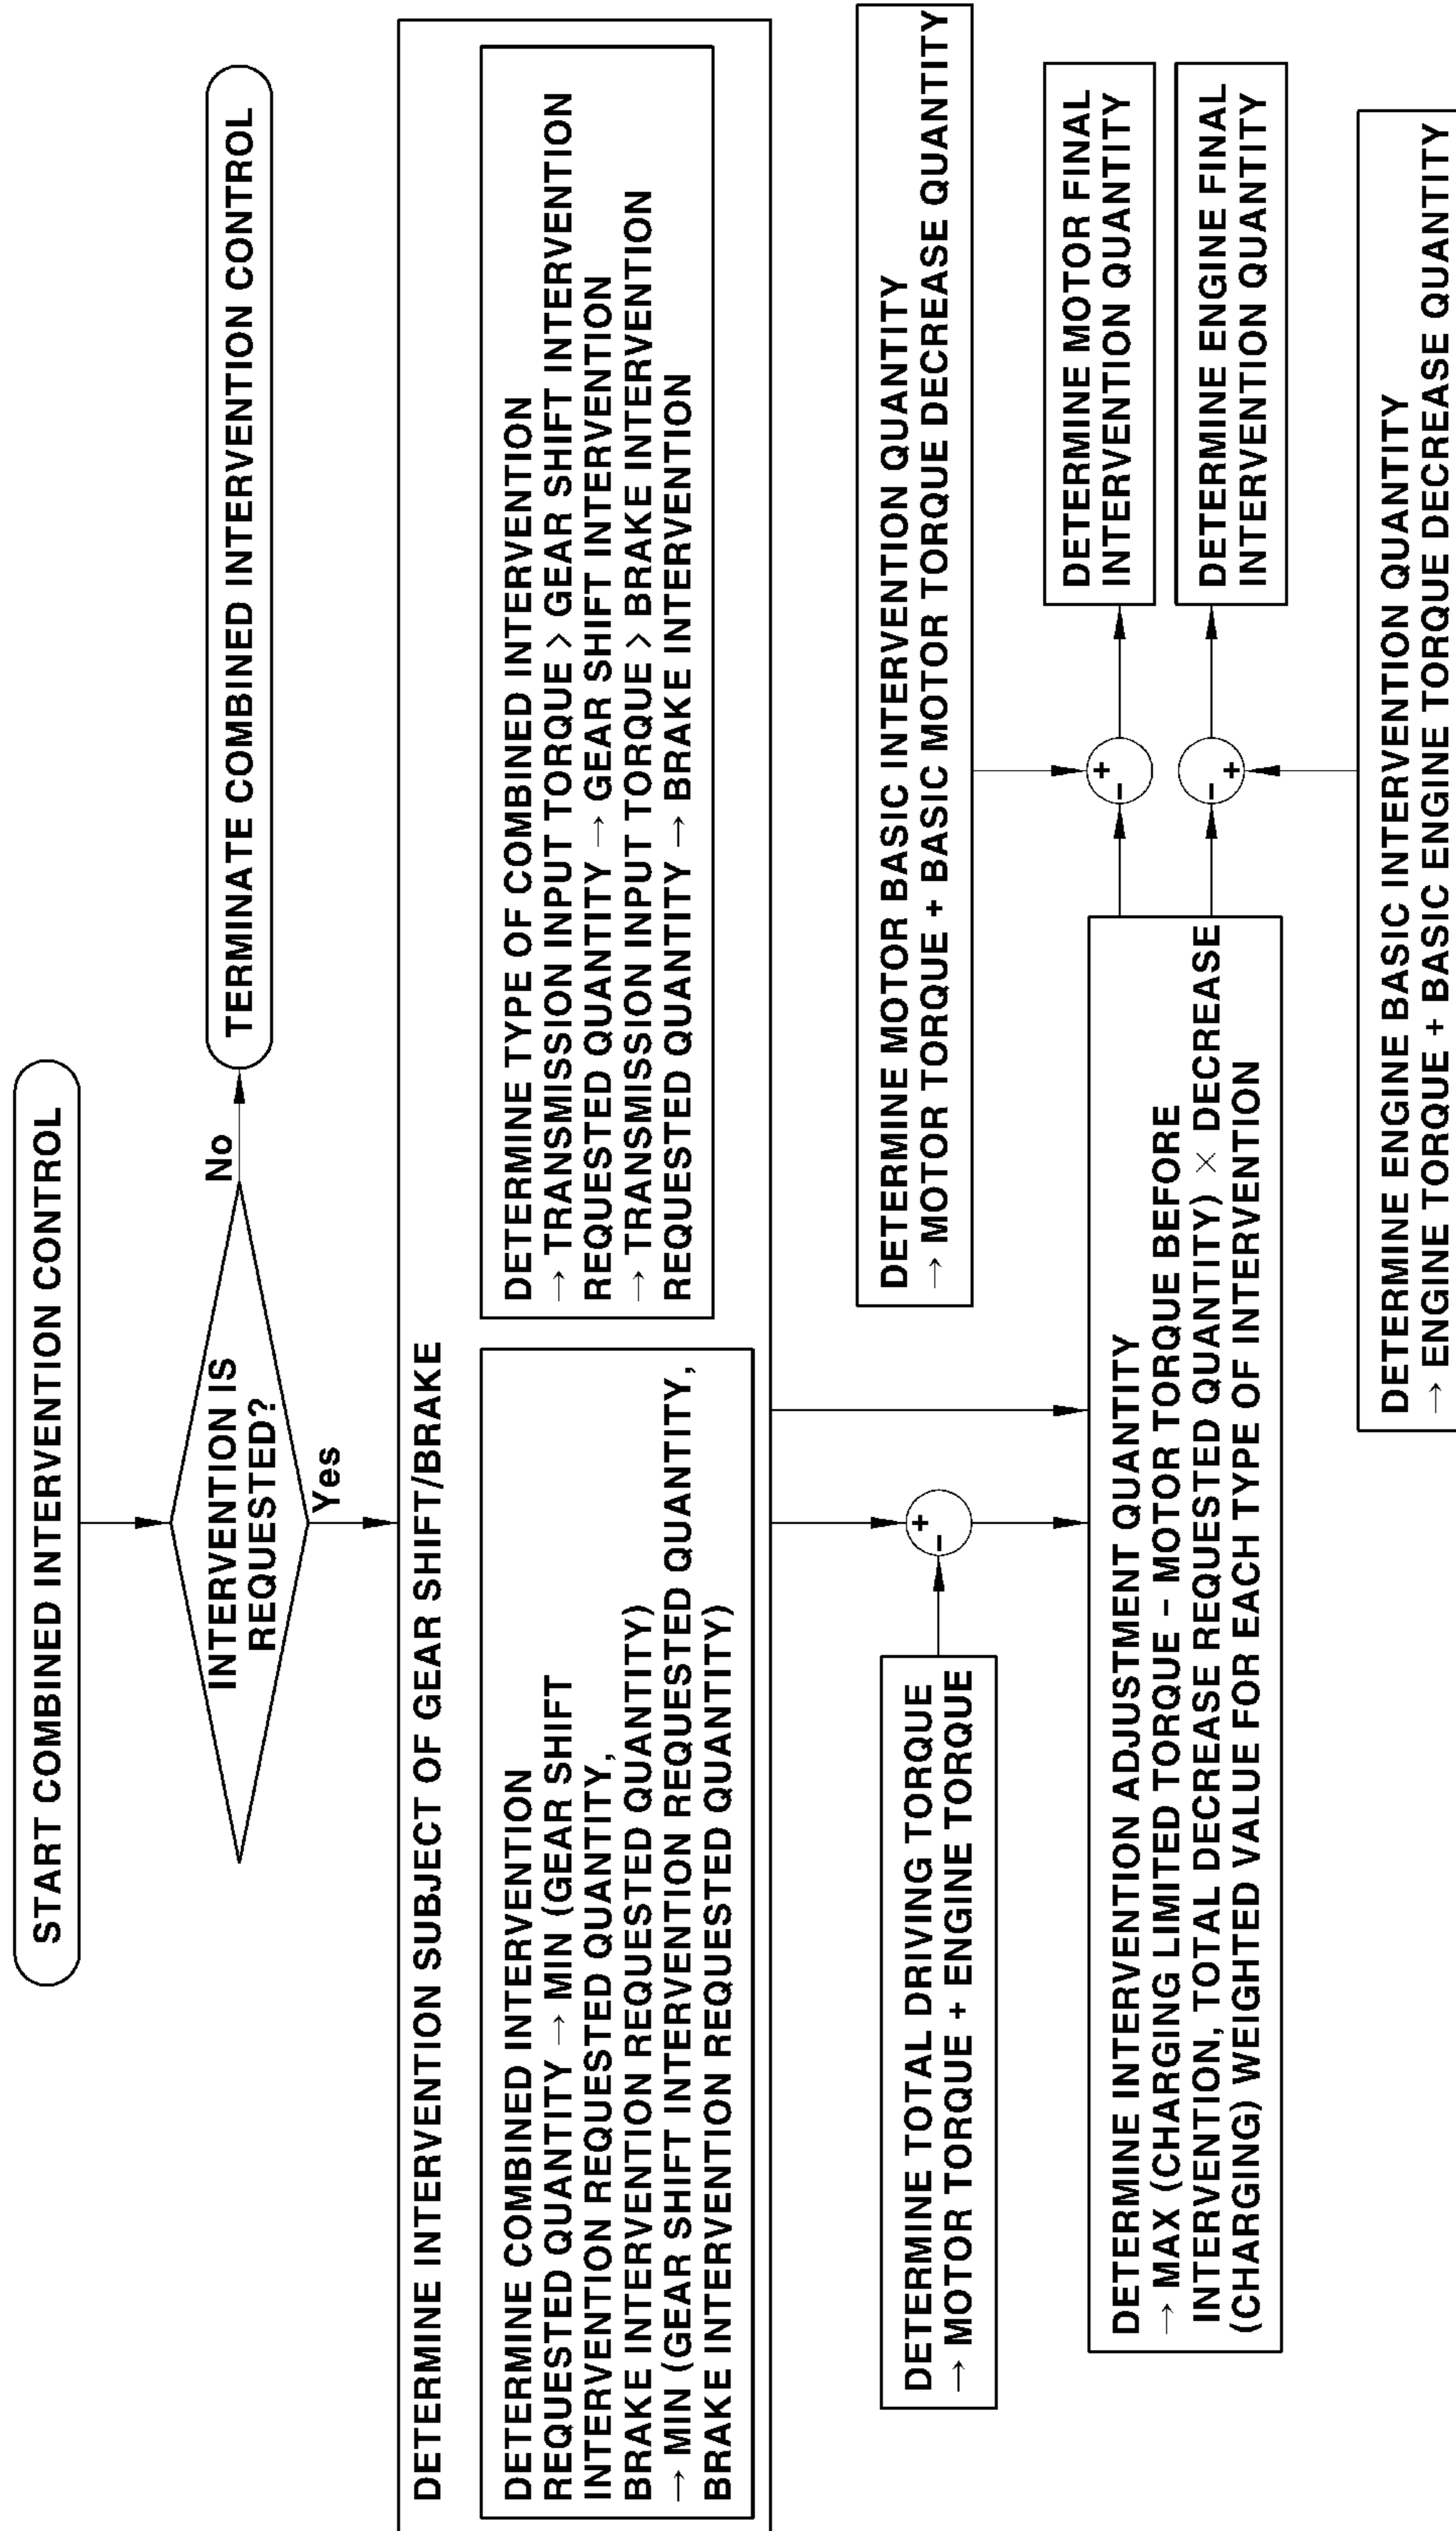 START COMBINED INTERVENTION CONTROL
INTERVENTION IS
REQUESTED?
No
TERMINATE COMBINED INTERVENTION CONTROL
Yes
DETERMINE INTERVENTION SUBJECT OF GEAR SHIFT/BRAKE
DETERMINE COMBINED INTERVENTION
REQUESTED QUANTITY → MIN (GEAR SHIFT
INTERVENTION REQUESTED QUANTITY,
BRAKE INTERVENTION REQUESTED QUANTITY)
→ MIN (GEAR SHIFT INTERVENTION REQUESTED QUANTITY,
BRAKE INTERVENTION REQUESTED QUANTITY)
DETERMINE TYPE OF COMBINED INTERVENTION
→ TRANSMISSION INPUT TORQUE > GEAR SHIFT INTERVENTION
REQUESTED QUANTITY → GEAR SHIFT INTERVENTION
→ TRANSMISSION INPUT TORQUE > BRAKE INTERVENTION
REQUESTED QUANTITY → BRAKE INTERVENTION
DETERMINE TOTAL DRIVING TORQUE
→ MOTOR TORQUE + ENGINE TORQUE
+
−
DETERMINE MOTOR BASIC INTERVENTION QUANTITY
→ MOTOR TORQUE + BASIC MOTOR TORQUE DECREASE QUANTITY
DETERMINE INTERVENTION ADJUSTMENT QUANTITY
→ MAX (CHARGING LIMITED TORQUE − MOTOR TORQUE BEFORE
INTERVENTION, TOTAL DECREASE REQUESTED QUANTITY) × DECREASE
(CHARGING) WEIGHTED VALUE FOR EACH TYPE OF INTERVENTION
+
−
DETERMINE MOTOR FINAL
INTERVENTION QUANTITY
−
+
DETERMINE ENGINE FINAL
INTERVENTION QUANTITY
DETERMINE ENGINE BASIC INTERVENTION QUANTITY
→ ENGINE TORQUE + BASIC ENGINE TORQUE DECREASE QUANTITY